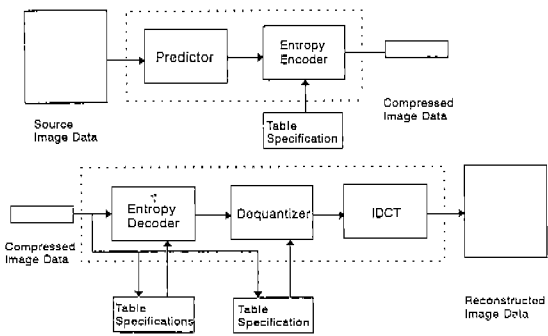 Predictor
Entropy
Encoder
Source
Image Data
Table
Specification
Compressed
Image Data
Entropy
Decoder
Dequantizer
IDCT
Compressed
Image Data
Table
Specifications
Table
Specification
Reconstructed
Image Data